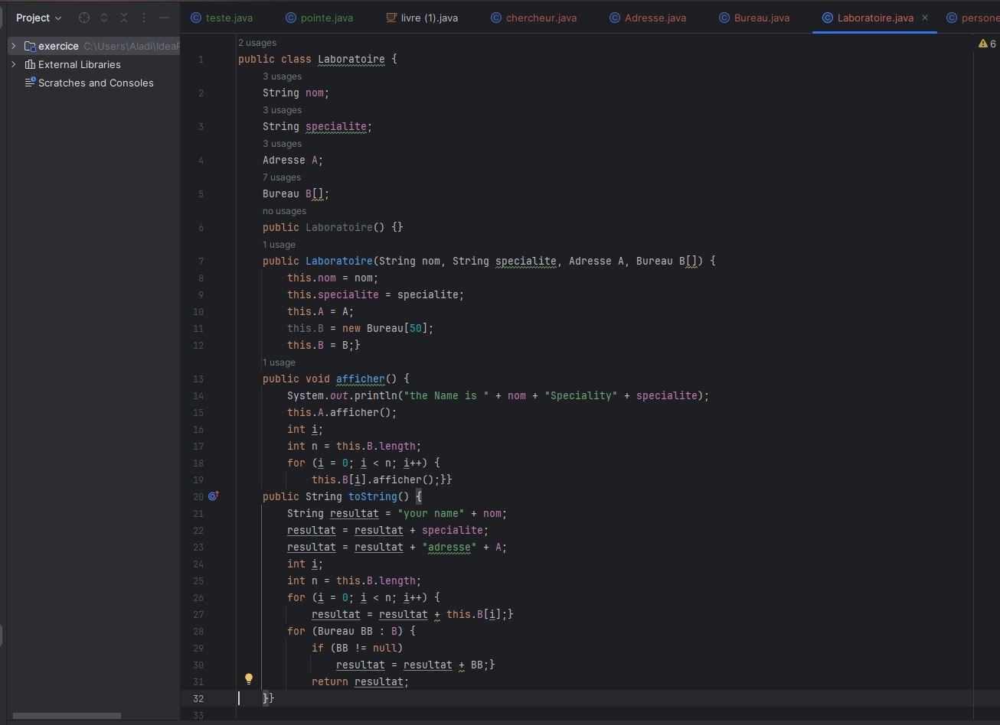 Project
teste.java
pointe.java
livre (1).java
chercheur.java
Adresse.java
Bureau.java
Laboratoire.java
persone
exercice C:\Users\Aladi\IdeaP
External Libraries
Scratches and Consoles
6
2 usages
1 public class Laboratoire {
3 usages
2 String nom;
3 usages
3 String specialite;
3 usages
4 Adresse A;
7 usages
5 Bureau B[];
no usages
6 public Laboratoire() {}
1 usage
7 public Laboratoire(String nom, String specialite, Adresse A, Bureau B[]) {
8 this.nom = nom;
9 this.specialite = specialite;
10 this.A = A;
11 this.B = new Bureau[50];
12 this.B = B;}
1 usage
13 public void afficher() {
14 System.out.println("the Name is " + nom + "Speciality" + specialite);
15 this.A.afficher();
16 int i;
17 int n = this.B.length;
18 for (i = 0; i < n; i++) {
19 this.B[i].afficher();}}
20 public String toString() {
21 String resultat = "your name" + nom;
22 resultat = resultat + specialite;
23 resultat = resultat + "adresse" + A;
24 int i;
25 int n = this.B.length;
26 for (i = 0; i < n; i++) {
27 resultat = resultat + this.B[i];}
28 for (Bureau BB : B) {
29 if (BB != null)
30 resultat = resultat + BB;}
31 return resultat;
32 }}
33